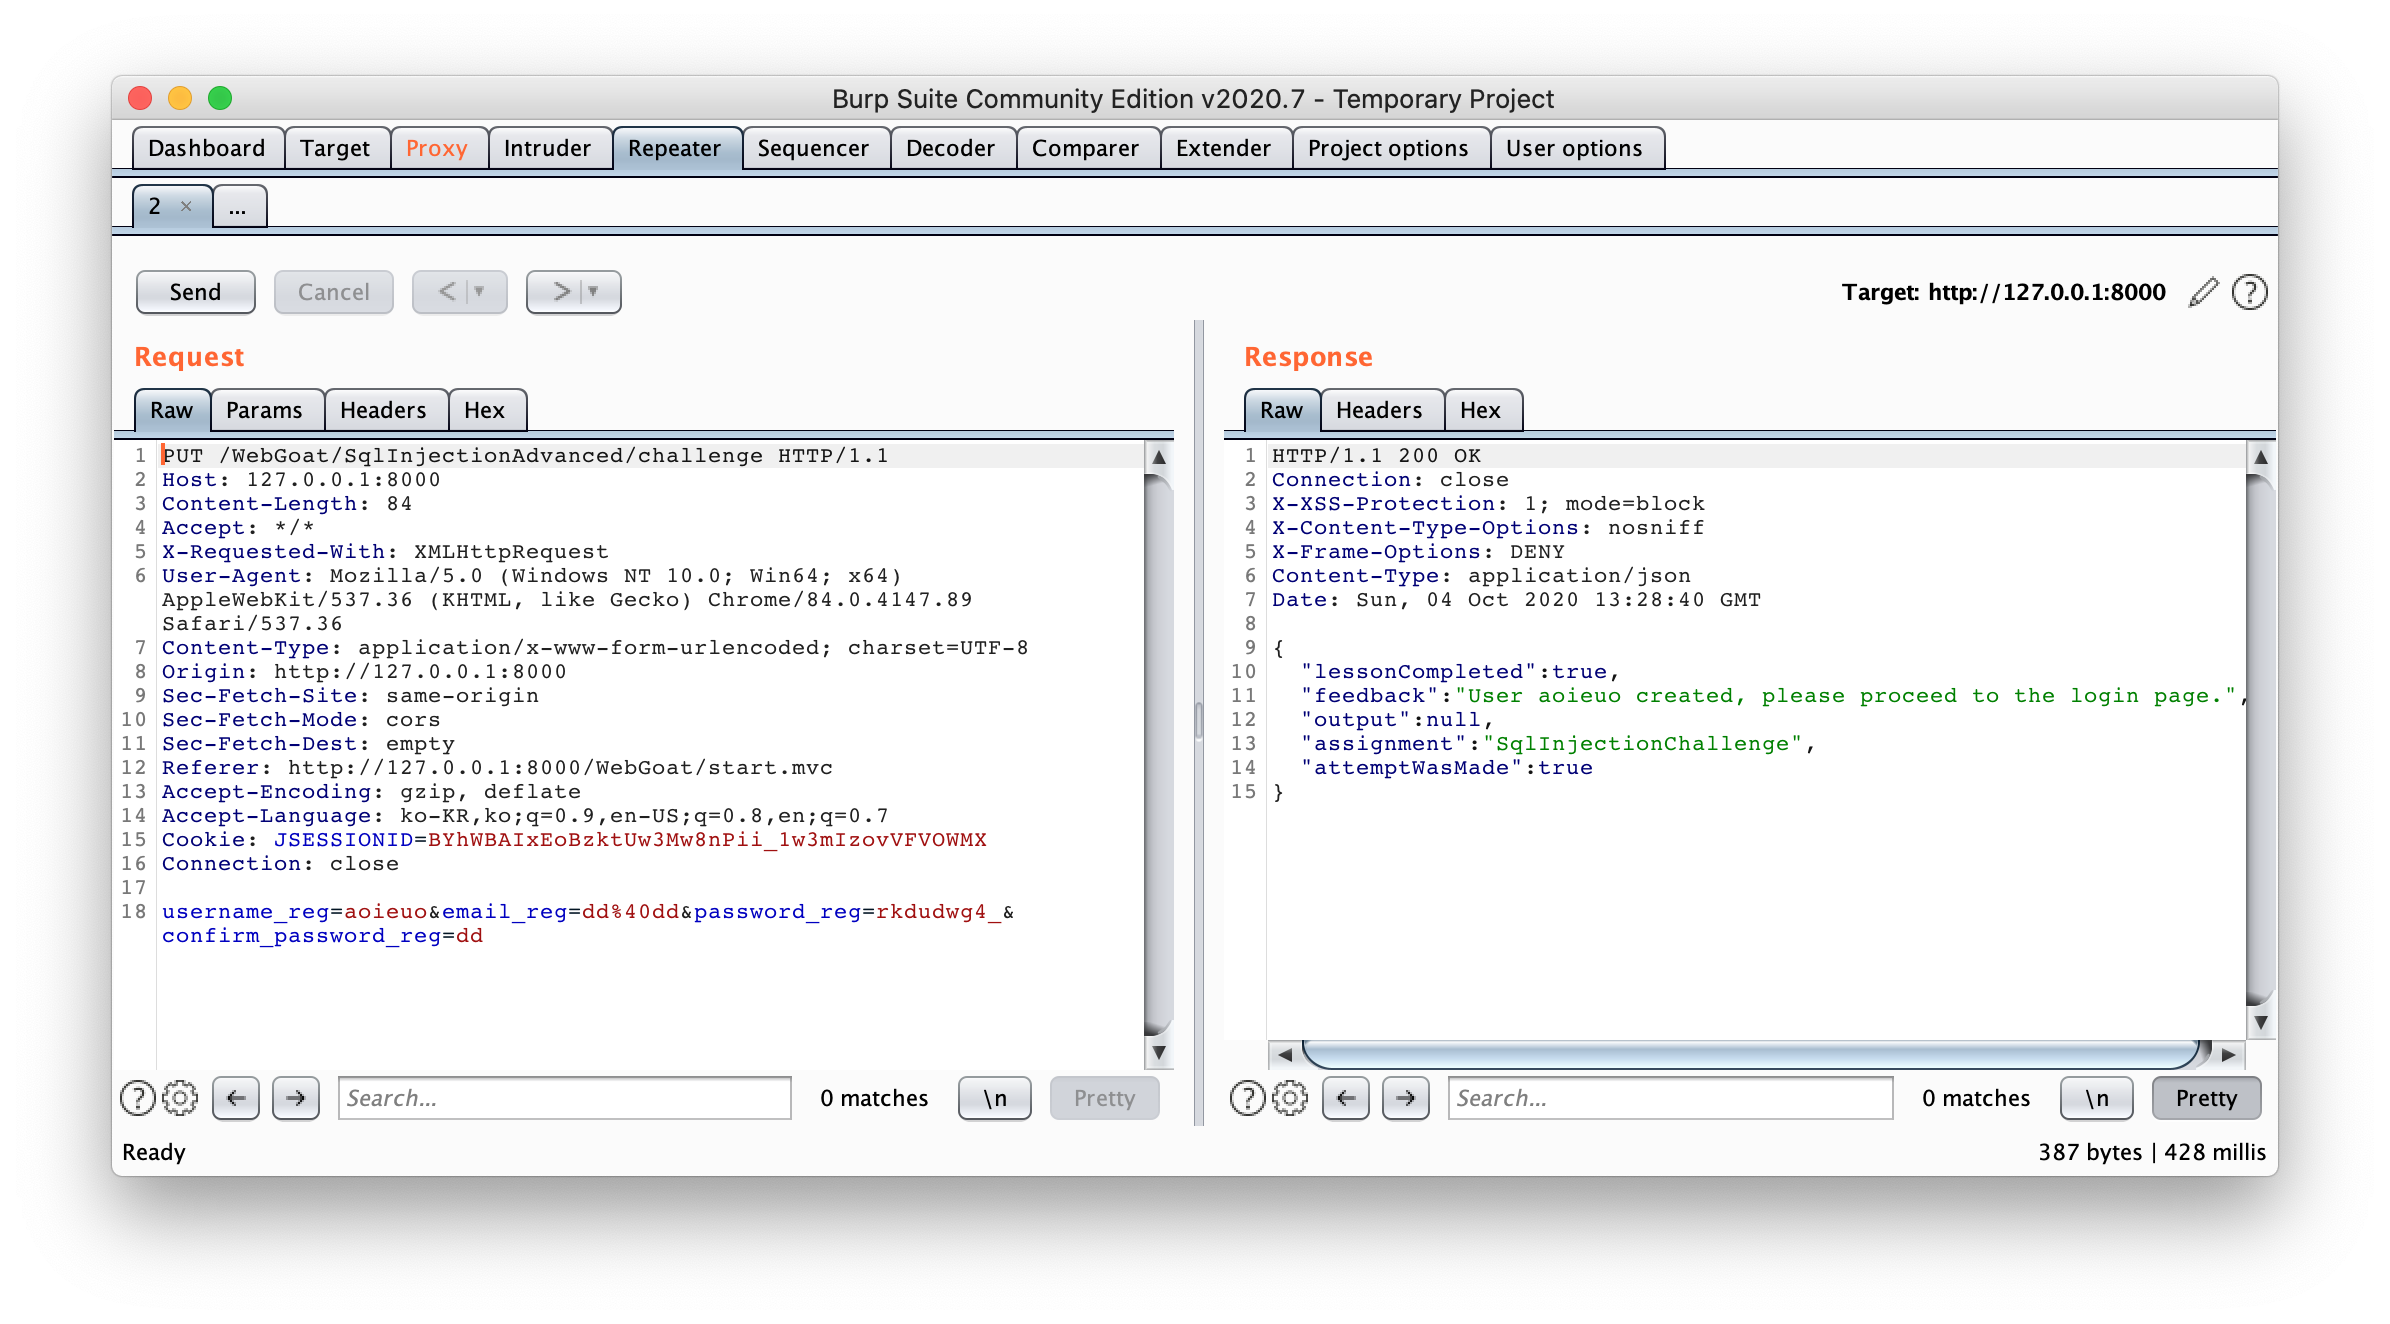 Burp Suite Community Edition v2020.7 - Temporary Project
Dashboard Target Proxy Intruder Repeater Sequencer Decoder Comparer Extender Project options User options
2 × ...
Send Cancel < > Target: http://127.0.0.1:8000 ?
Request
Raw Params Headers Hex
1 PUT /WebGoat/SqlInjectionAdvanced/challenge HTTP/1.1
2 Host: 127.0.0.1:8000
3 Content-Length: 84
4 Accept: */*
5 X-Requested-With: XMLHttpRequest
6 User-Agent: Mozilla/5.0 (Windows NT 10.0; Win64; x64)
AppleWebKit/537.36 (KHTML, like Gecko) Chrome/84.0.4147.89
Safari/537.36
7 Content-Type: application/x-www-form-urlencoded; charset=UTF-8
8 Origin: http://127.0.0.1:8000
9 Sec-Fetch-Site: same-origin
10 Sec-Fetch-Mode: cors
11 Sec-Fetch-Dest: empty
12 Referer: http://127.0.0.1:8000/WebGoat/start.mvc
13 Accept-Encoding: gzip, deflate
14 Accept-Language: ko-KR,ko;q=0.9,en-US;q=0.8,en;q=0.7
15 Cookie: JSESSIONID=BYhWBAIxEoBzktUw3Mw8nPii_1w3mIzovVFVOWMX
16 Connection: close
17
18 username_reg=aoieuo&email_reg=dd%40dd&password_reg=rkdudwg4_&
confirm_password_reg=dd
? Search... 0 matches \n Pretty
Response
Raw Headers Hex
1 HTTP/1.1 200 OK
2 Connection: close
3 X-XSS-Protection: 1; mode=block
4 X-Content-Type-Options: nosniff
5 X-Frame-Options: DENY
6 Content-Type: application/json
7 Date: Sun, 04 Oct 2020 13:28:40 GMT
8
9 {
10 "lessonCompleted":true,
11 "feedback":"User aoieuo created, please proceed to the login page.",
12 "output":null,
13 "assignment":"SqlInjectionChallenge",
14 "attemptWasMade":true
15 }
? Search... 0 matches \n Pretty
Ready 387 bytes | 428 millis